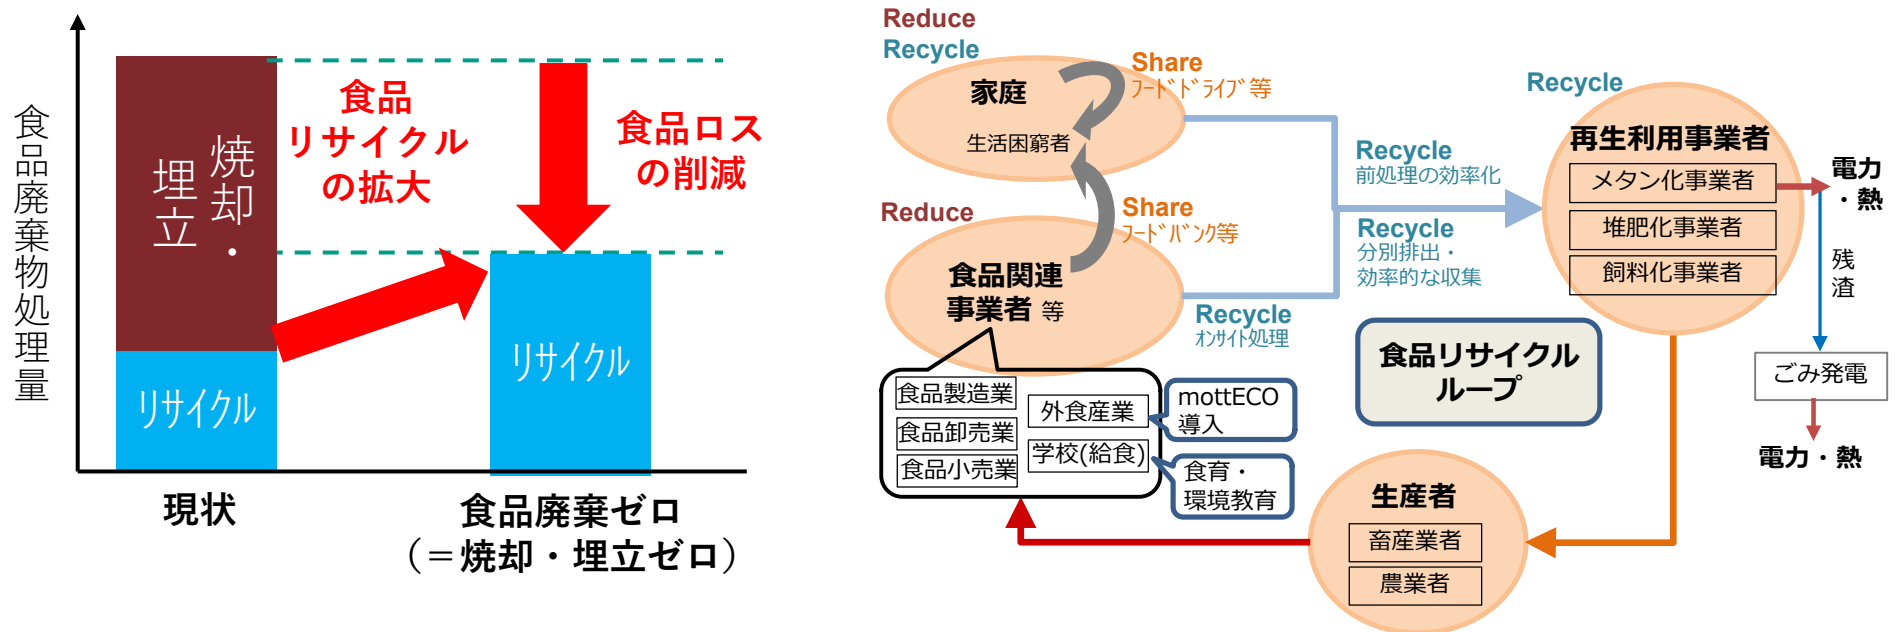 食品廃棄物処理量
焼却・
埋立
リサイクル
食品
リサイクル
の拡大
食品ロス
の削減
リサイクル
現状
食品廃棄ゼロ
（＝焼却・埋立ゼロ）
Reduce
Recycle
家庭
生活困窮者
Share
ﾌｰﾄﾞﾄﾞﾗｲﾌﾞ等
Reduce
食品関連
事業者 等
Share
ﾌｰﾄﾞﾊﾞﾝｸ等
Recycle
ｵﾝｻｲﾄ処理
Recycle
前処理の効率化
Recycle
分別排出・
効率的な収集
食品製造業
食品卸売業
食品小売業
外食産業
学校(給食)
mottECO
導入
食育・
環境教育
Recycle
再生利用事業者
メタン化事業者
堆肥化事業者
飼料化事業者
電力
・熱
残
渣
ごみ発電
電力・熱
食品リサイクル
ループ
生産者
畜産業者
農業者